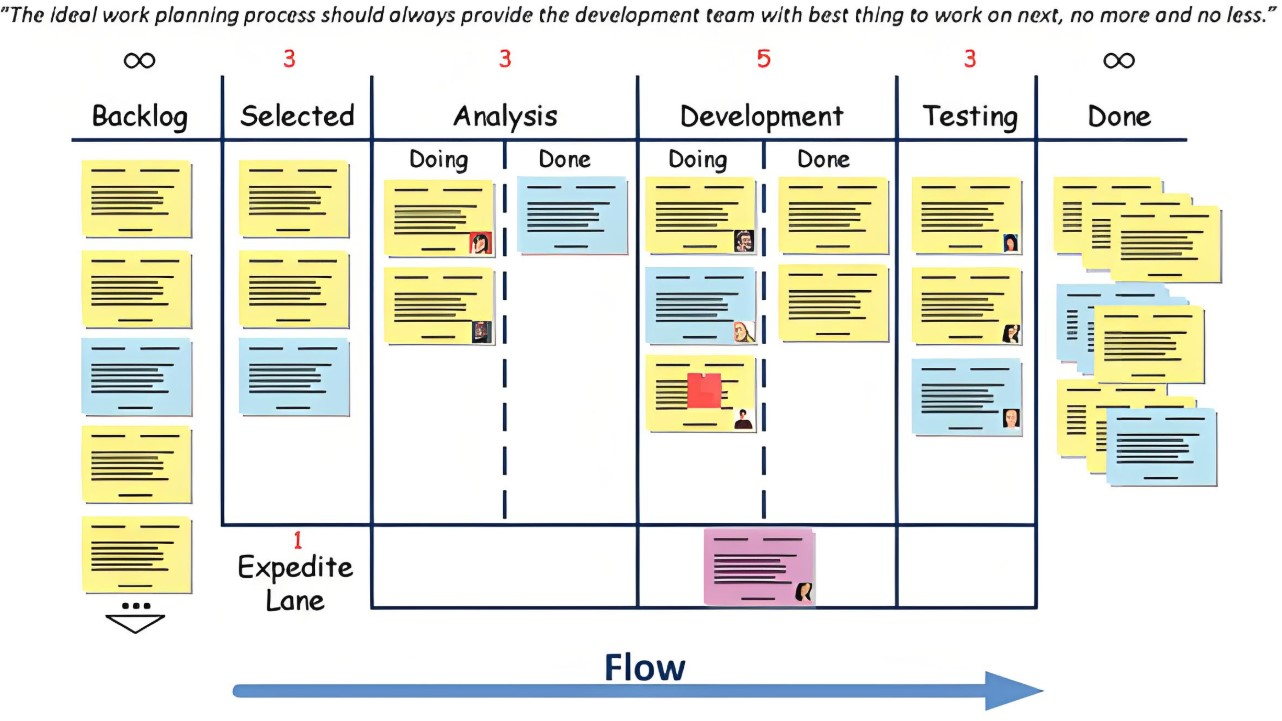 "The ideal work planning process should always provide the development team with best thing to work on next, no more and no less."
∞ 3 3 5 3 ∞
Backlog Selected Analysis Development Testing Done
Doing Done Doing Done
1
Expedite
Lane
...
Flow